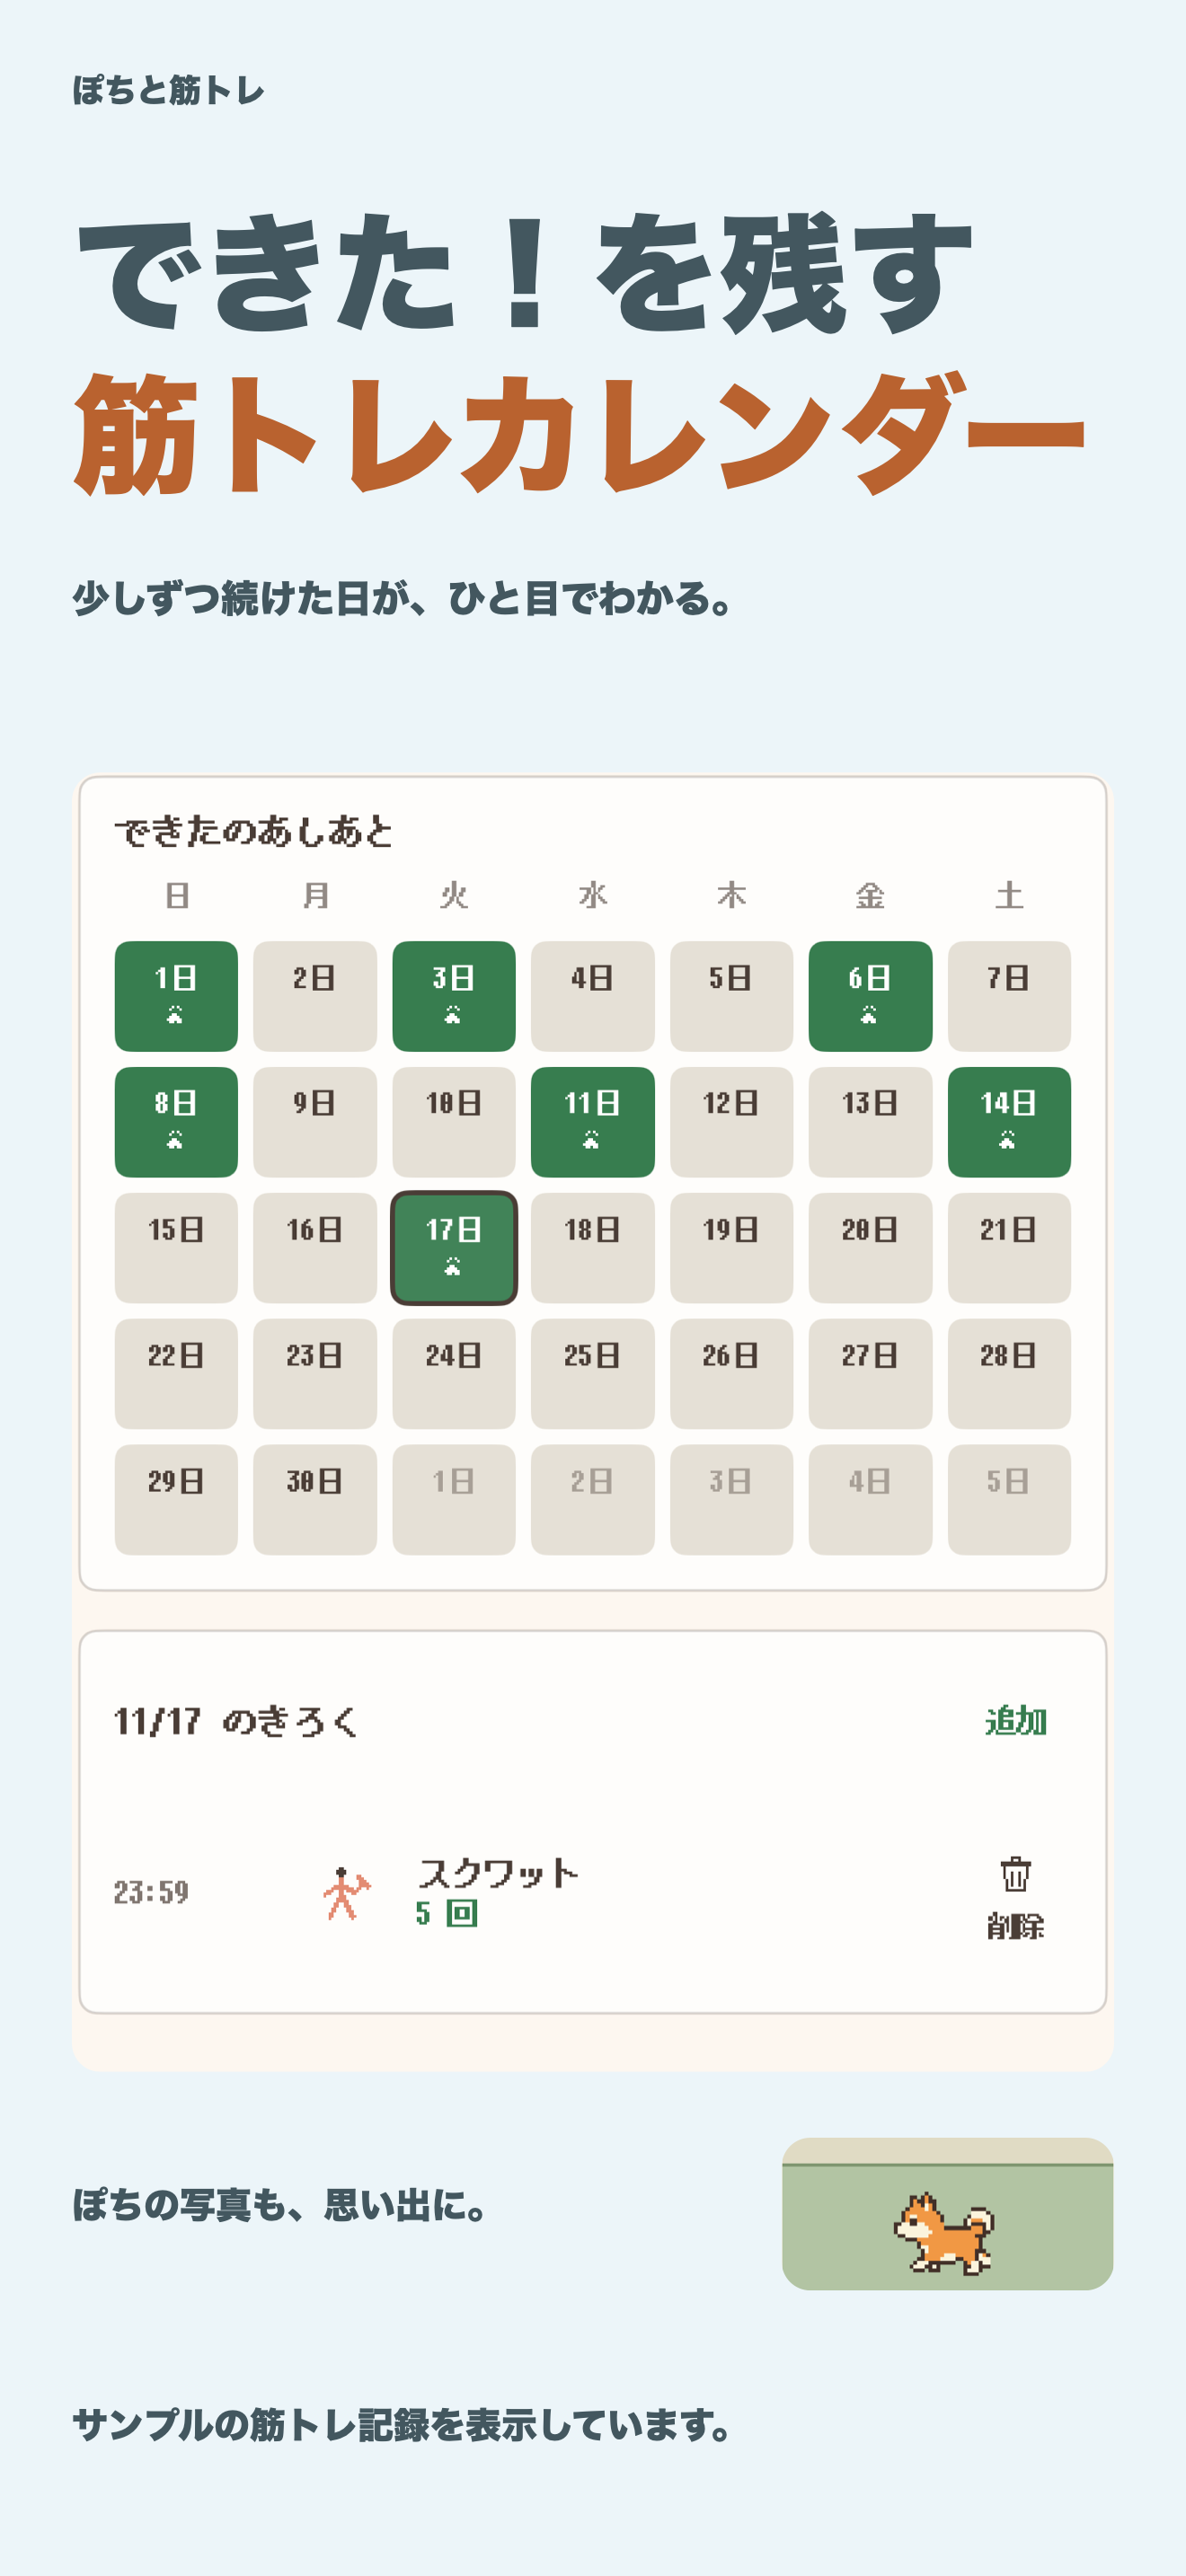 ぽちと筋トレ
できた！を残す
筋トレカレンダー
少しずつ続けた日が、ひと目でわかる。
できたのあしあと
日 月 火 水 木 金 土
1日 2日 3日 4日 5日 6日 7日
8日 9日 10日 11日 12日 13日 14日
15日 16日 17日 18日 19日 20日 21日
22日 23日 24日 25日 26日 27日 28日
29日 30日 1日 2日 3日 4日 5日
11/17 のきろく 追加
23:59 スクワット
5 回
削除
ぽちの写真も、思い出に。
サンプルの筋トレ記録を表示しています。